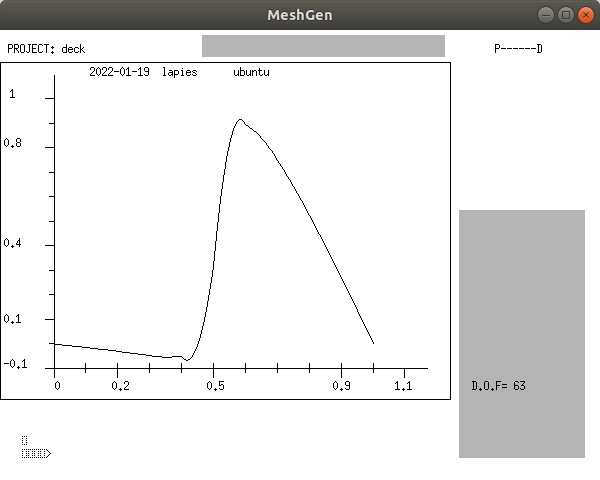 MeshGen
PROJECT: deck
P------D
2022-01-19 lapies ubuntu
1
0.8
0.4
0.1
-0.1
0 0.2 0.5 0.9 1.1
D.O.F= 63